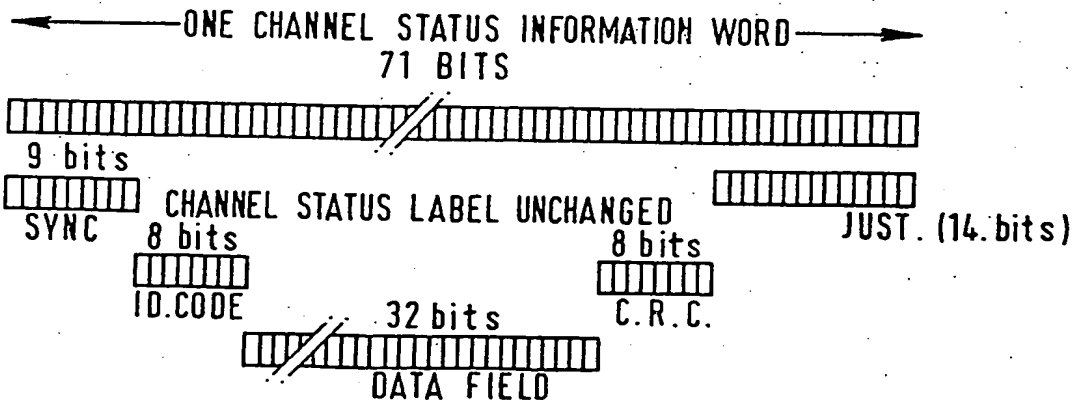 ONE CHANNEL STATUS INFORMATION WORD
71 BITS
9 bits
SYNC
CHANNEL STATUS LABEL UNCHANGED
JUST. (14.bits)
8 bits
ID.CODE
8 bits
C.R.C.
32 bits
DATA FIELD